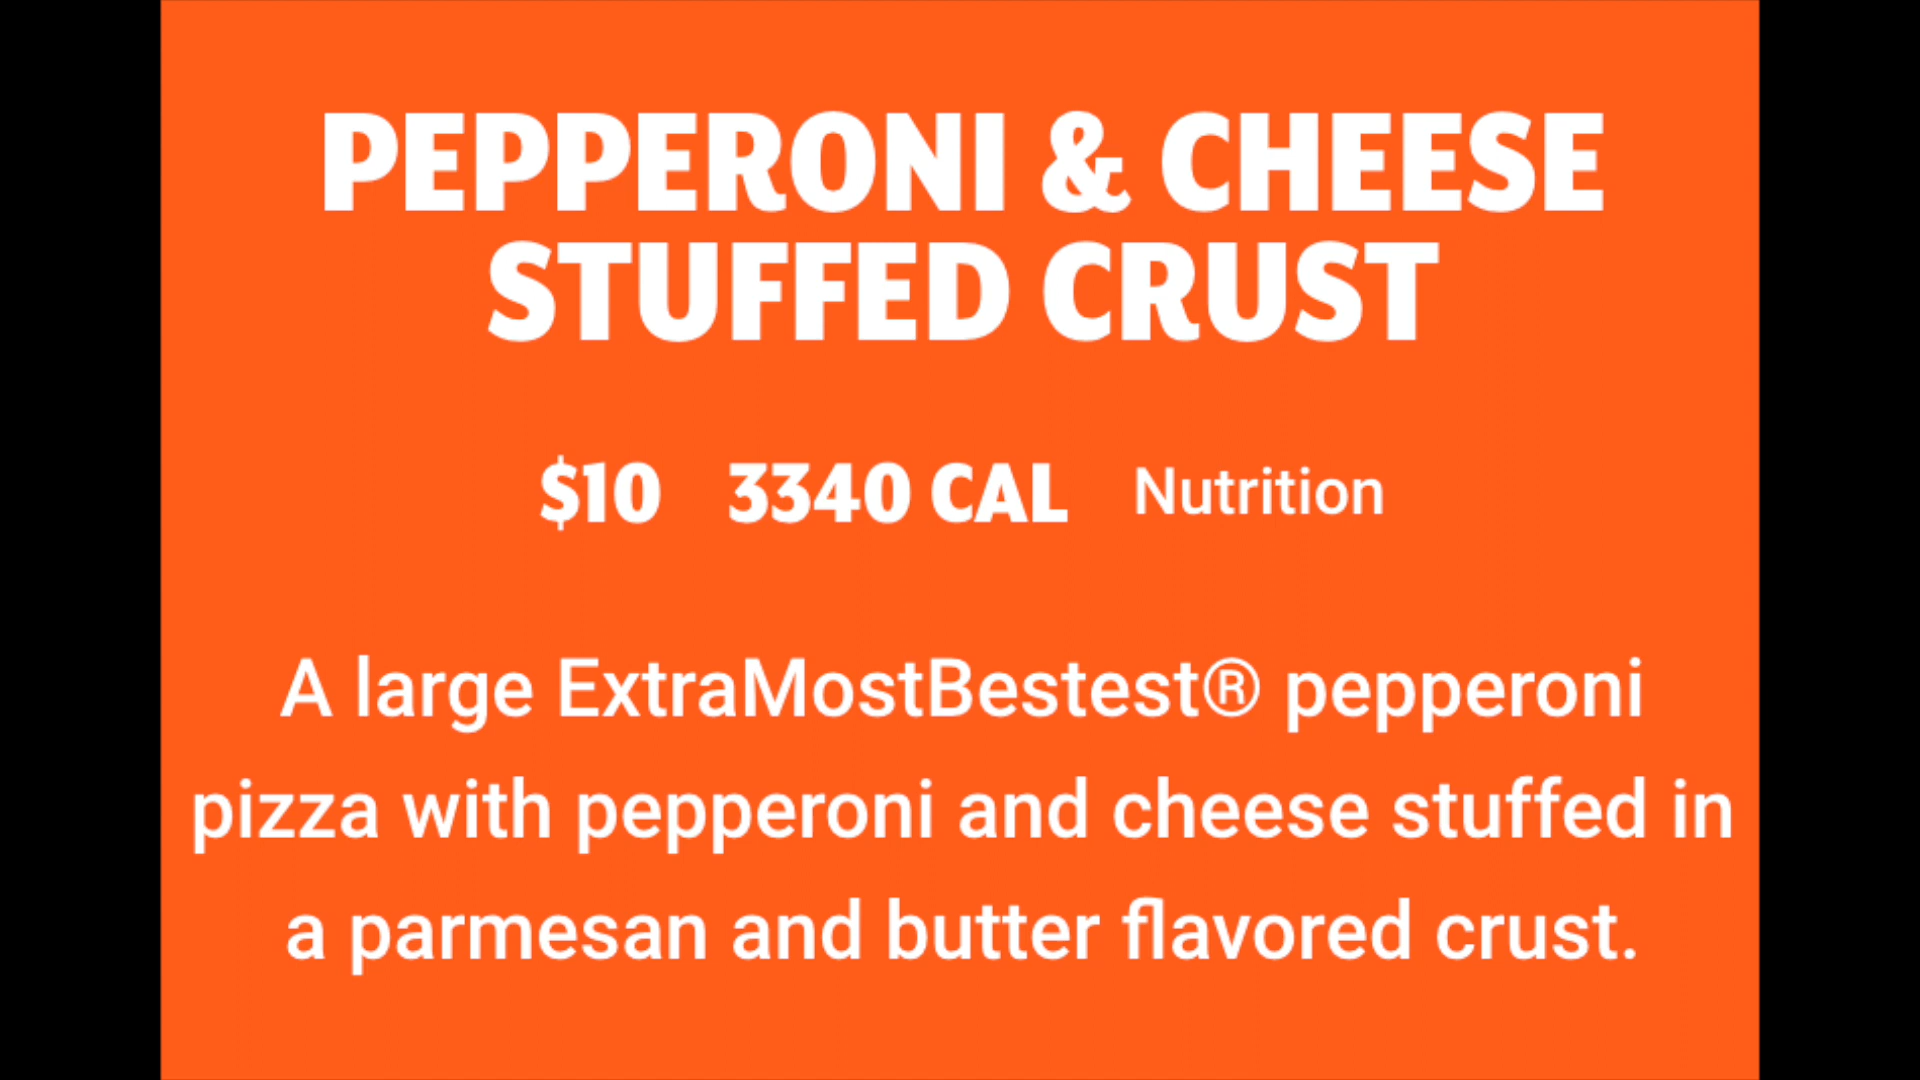 PEPPERONI & CHEESE
STUFFED CRUST
$10 3340 CAL Nutrition
A large ExtraMostBestest® pepperoni
pizza with pepperoni and cheese stuffed in
a parmesan and butter flavored crust.